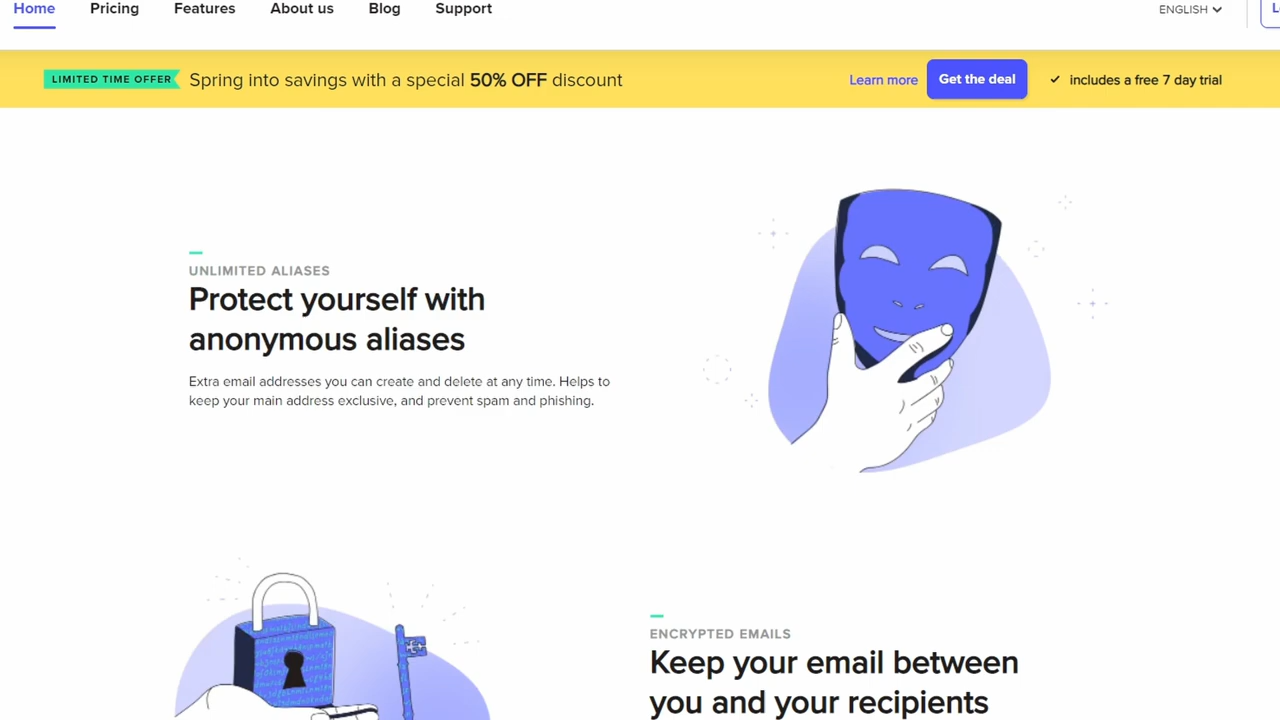 Home Pricing Features About us Blog Support ENGLISH
LIMITED TIME OFFER Spring into savings with a special 50% OFF discount Learn more Get the deal ✓ includes a free 7 day trial
UNLIMITED ALIASES
Protect yourself with
anonymous aliases
Extra email addresses you can create and delete at any time. Helps to
keep your main address exclusive, and prevent spam and phishing.
ENCRYPTED EMAILS
Keep your email between
you and your recipients